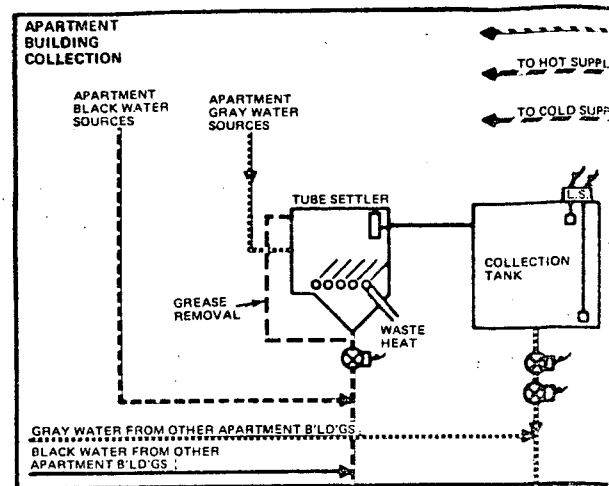 APARTMENT
BUILDING
COLLECTION
TO HOT SUPPL
TO COLD SUPP
APARTMENT
BLACK WATER
SOURCES
APARTMENT
GRAY WATER
SOURCES
TUBE SETTLER
L.S.
COLLECTION
TANK
GREASE
REMOVAL
WASTE
HEAT
GRAY WATER FROM OTHER APARTMENT B'LD'GS
BLACK WATER FROM OTHER
APARTMENT B'LD'GS